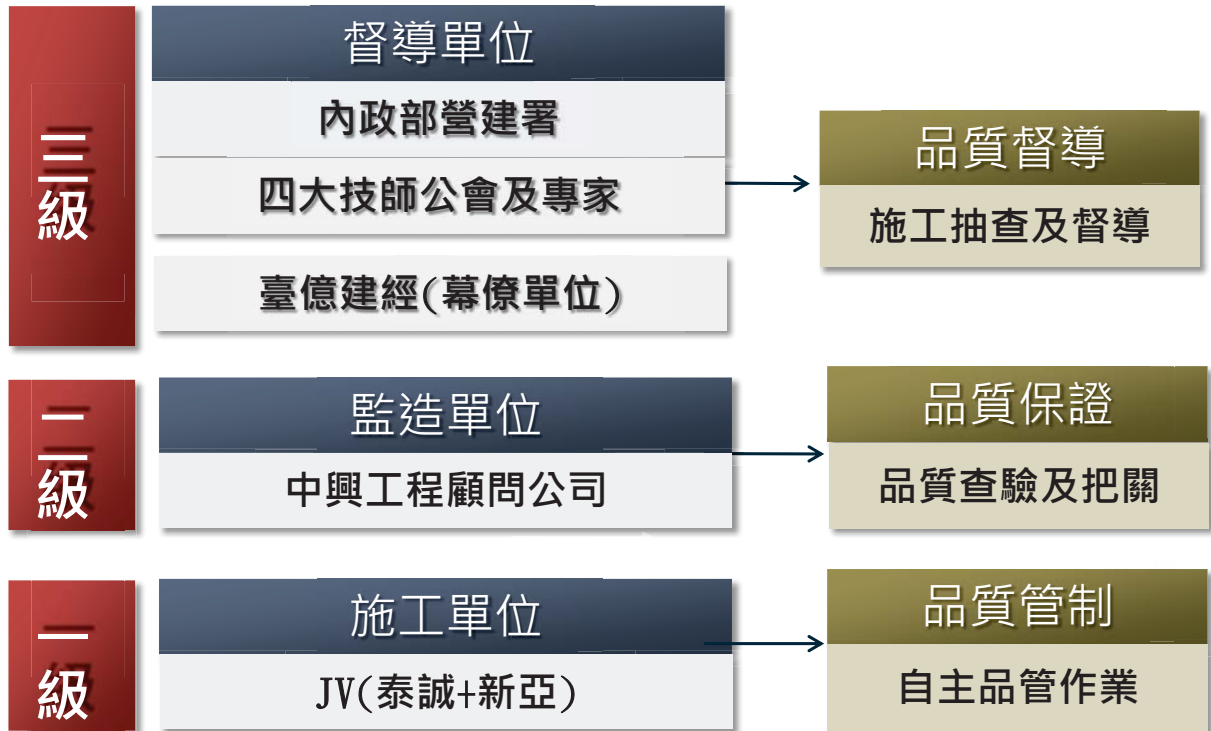 三級
督導單位
內政部營建署
四大技師公會及專家
臺億建經(幕僚單位)
品質督導
施工抽查及督導
二級
監造單位
中興工程顧問公司
品質保證
品質查驗及把關
一級
施工單位
JV(泰誠+新亞)
品質管制
自主品管作業